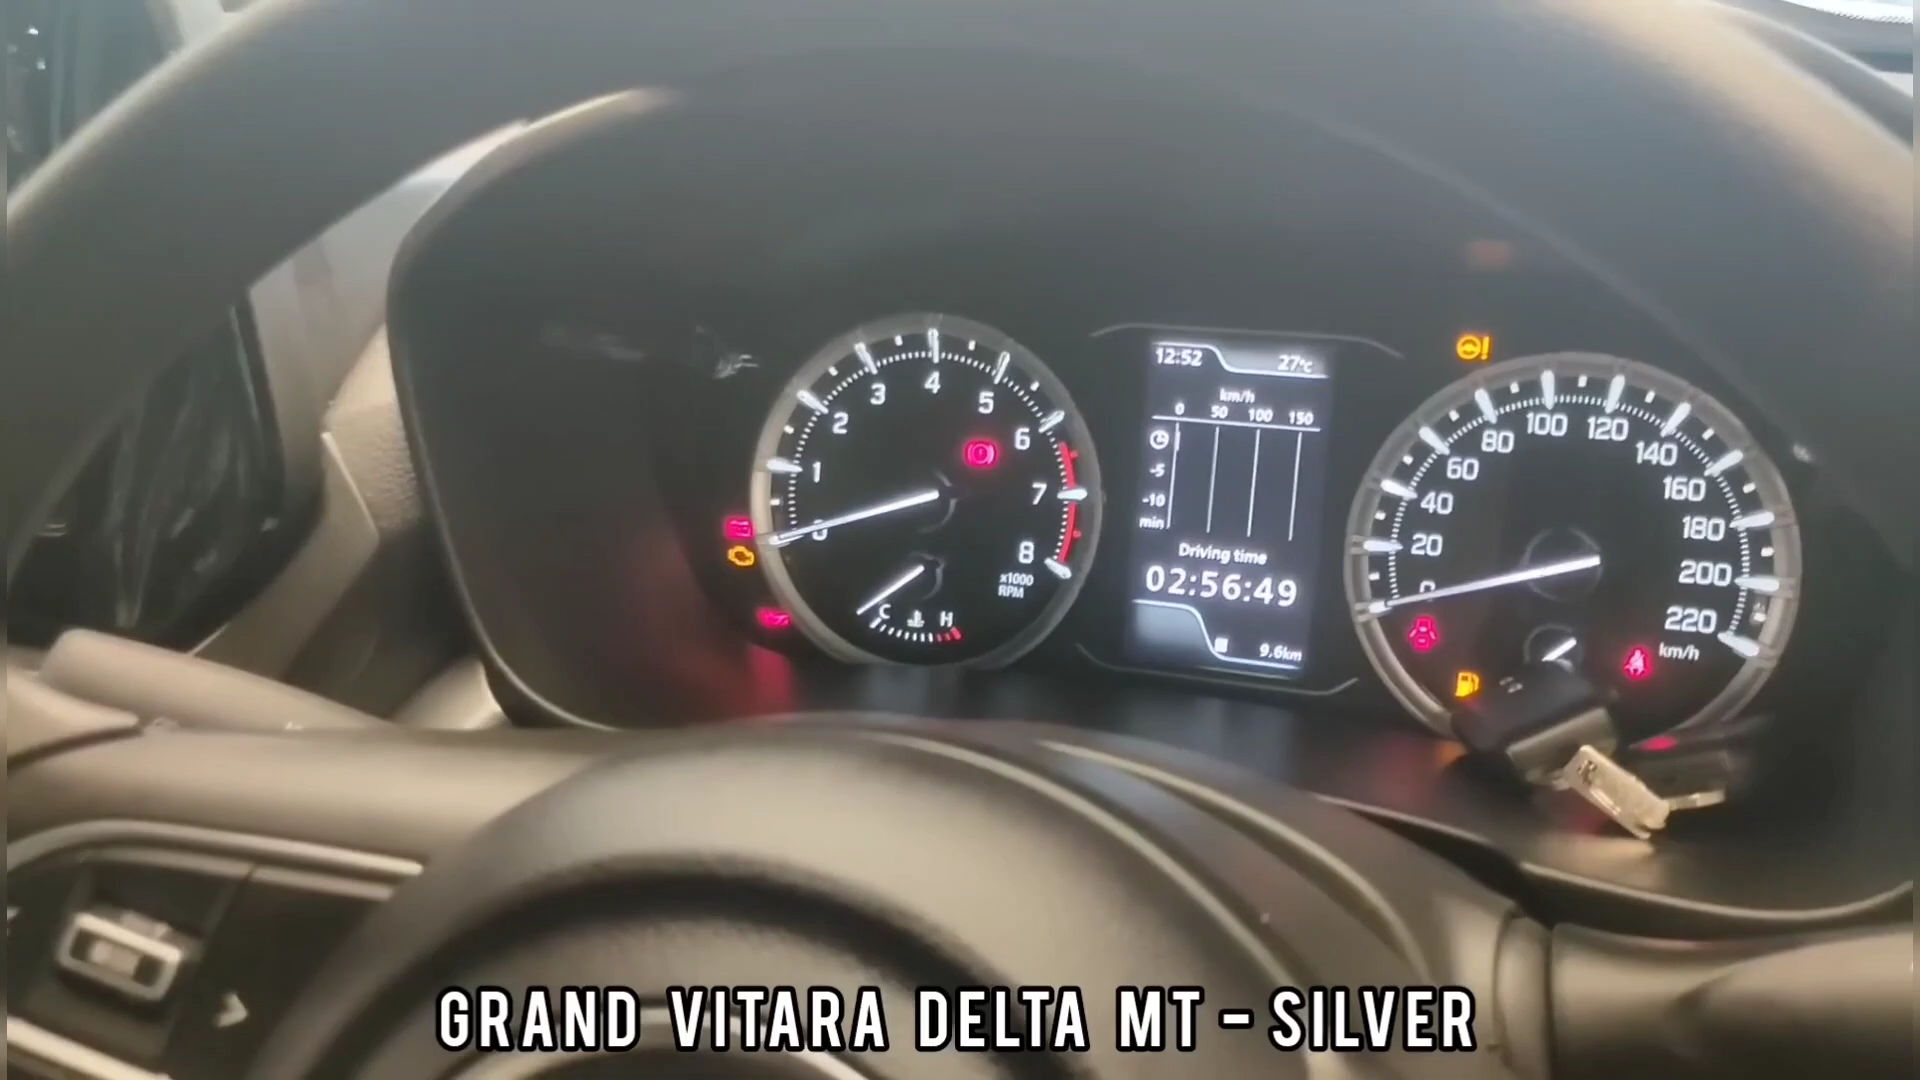 12:52 27°C
km/h
0 50 100 150
-5
-10
min
Driving time
02:56:49
9.6km
0 1 2 3 4 5 6 7 8
x1000
RPM
C H
0 20 40 60 80 100 120 140 160 180 200 220
km/h
GRAND VITARA DELTA MT - SILVER